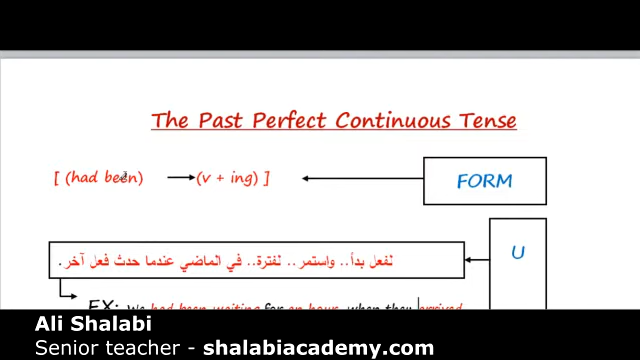 The Past Perfect Continuous Tense
[ (had been) → (v + ing) ]
FORM
U
لفعل بدأ.. واستمر.. لفترة.. في الماضي عندما حدث فعل آخر.
EX: We had been waiting for an hour when they arrived
Ali Shalabi
Senior teacher - shalabiacademy.com